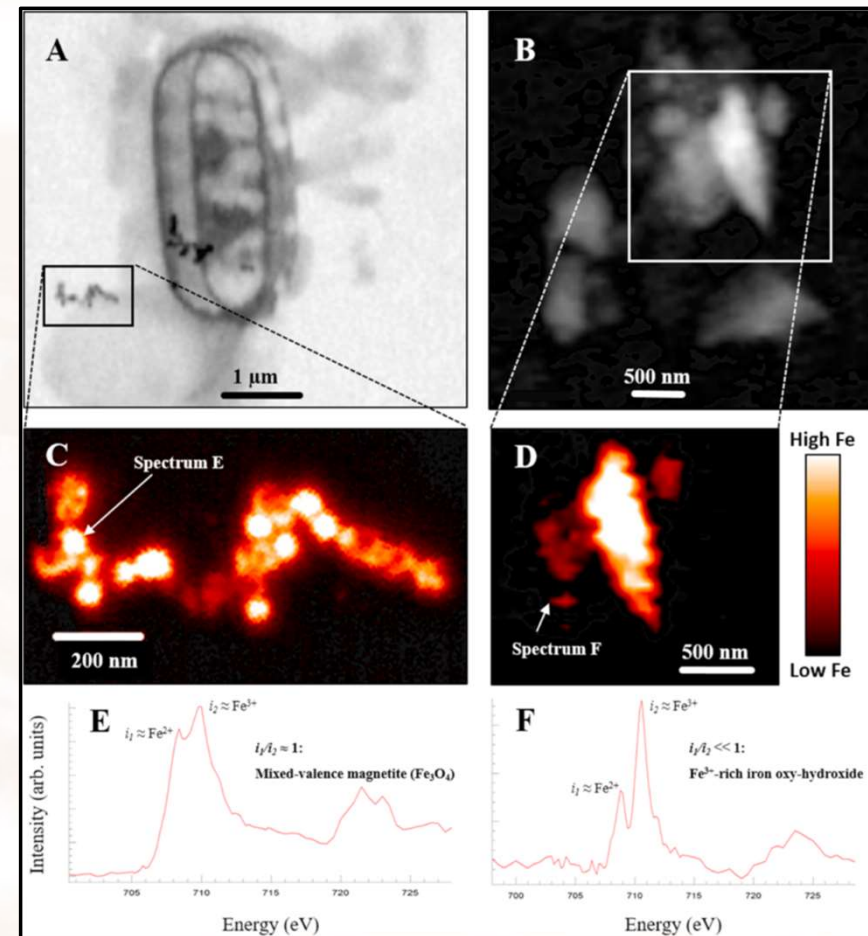 A
B
1 µm
500 nm
C
Spectrum E
200 nm
D
Spectrum F
500 nm
High Fe
Low Fe
Intensity (arb. units)
E
i₁ ≈ Fe²⁺
i₂ ≈ Fe³⁺
i₁/i₂ ≈ 1:
Mixed-valence magnetite (Fe₃O₄)
705 710 715 720 725
Energy (eV)
F
i₂ ≈ Fe³⁺
i₁ ≈ Fe²⁺
i₁/i₂ << 1:
Fe³⁺-rich iron oxy-hydroxide
700 705 710 715 720 725
Energy (eV)